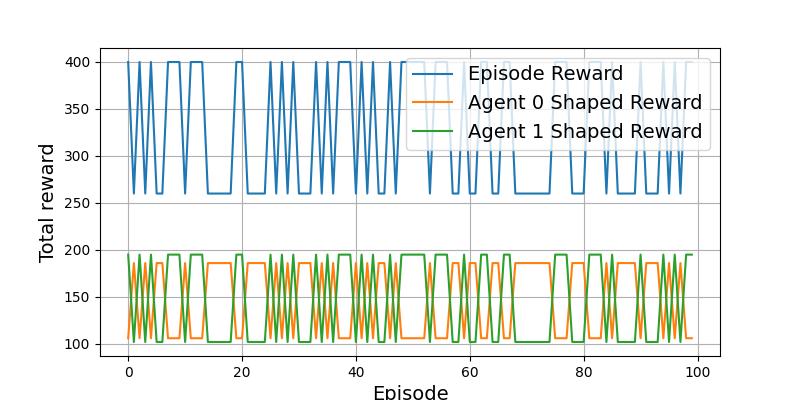 400
350
300
250
200
150
100
Total reward
Episode Reward
Agent 0 Shaped Reward
Agent 1 Shaped Reward
0
20
40
60
80
100
Episode